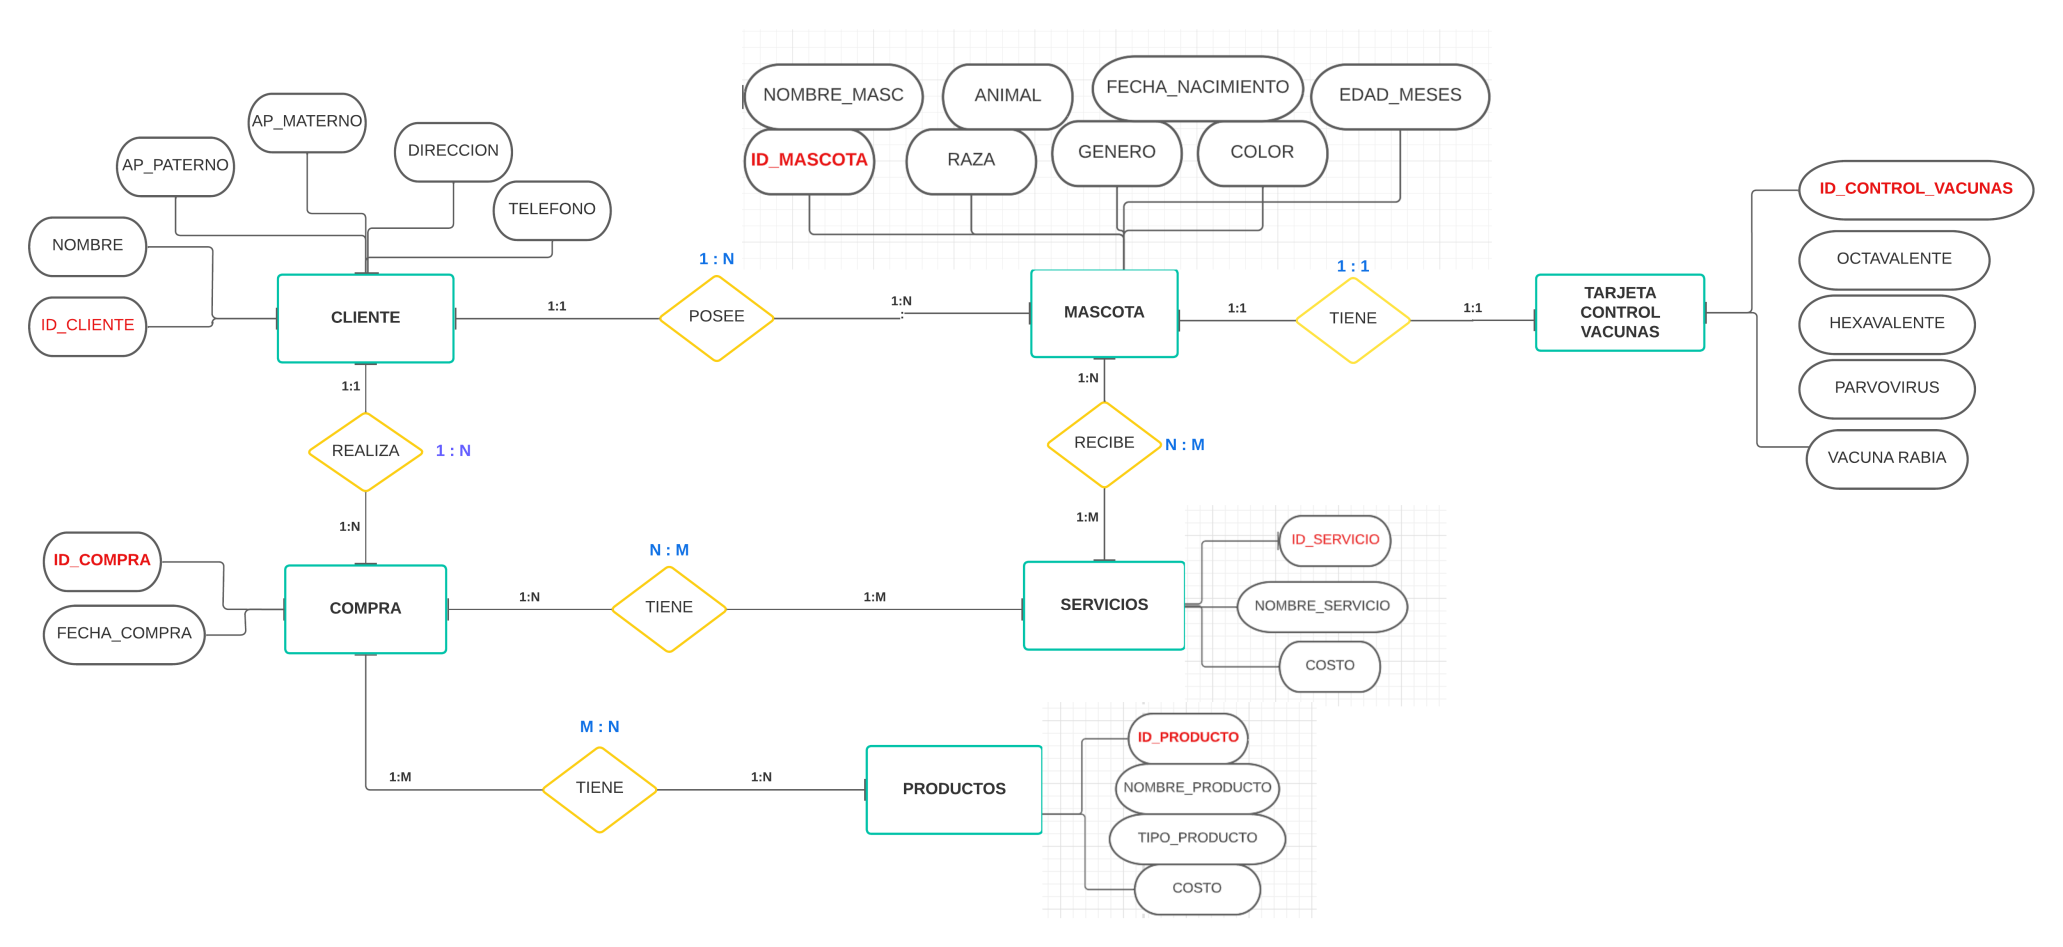 NOMBRE_MASC
ANIMAL
FECHA_NACIMIENTO
EDAD_MESES
AP_MATERNO
DIRECCION
AP_PATERNO
ID_MASCOTA
RAZA
GENERO
COLOR
TELEFONO
ID_CONTROL_VACUNAS
NOMBRE
OCTAVALENTE
1 : N
1 : 1
ID_CLIENTE
CLIENTE
1:1
POSEE
1:N
:
MASCOTA
1:1
TIENE
1:1
TARJETA
CONTROL
VACUNAS
HEXAVALENTE
PARVOVIRUS
VACUNA RABIA
1:1
REALIZA
1 : N
1:N
1:N
RECIBE
N : M
1:M
ID_COMPRA
FECHA_COMPRA
COMPRA
1:N
N : M
TIENE
1:M
SERVICIOS
ID_SERVICIO
NOMBRE_SERVICIO
COSTO
M : N
1:M
TIENE
1:N
PRODUCTOS
ID_PRODUCTO
NOMBRE_PRODUCTO
TIPO_PRODUCTO
COSTO